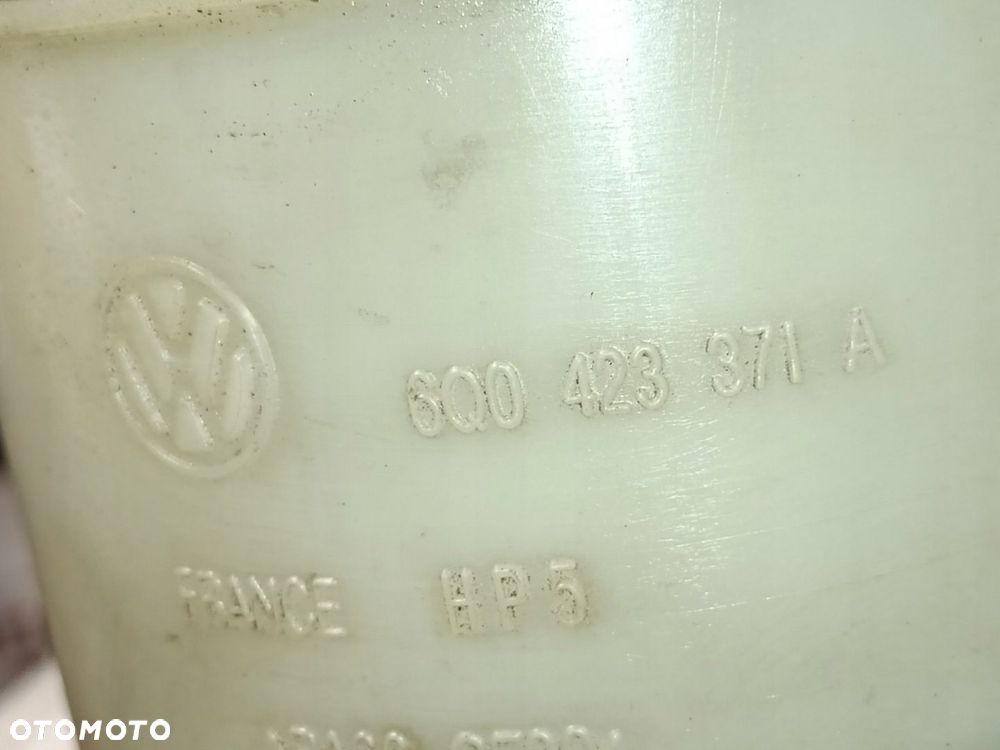 6Q0 423 371 A
FRANCE HP5
OTOMOTO